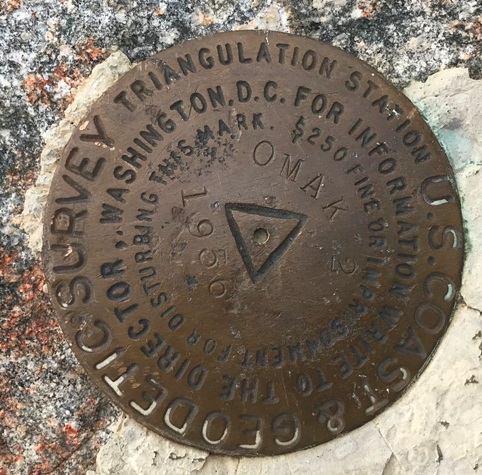 U.S. COAST & GEODETIC SURVEY
TRIANGULATION STATION
FOR INFORMATION WRITE TO THE DIRECTOR, WASHINGTON, D.C.
$250 FINE OR IMPRISONMENT FOR DISTURBING THIS MARK.
OMAK 2
1956